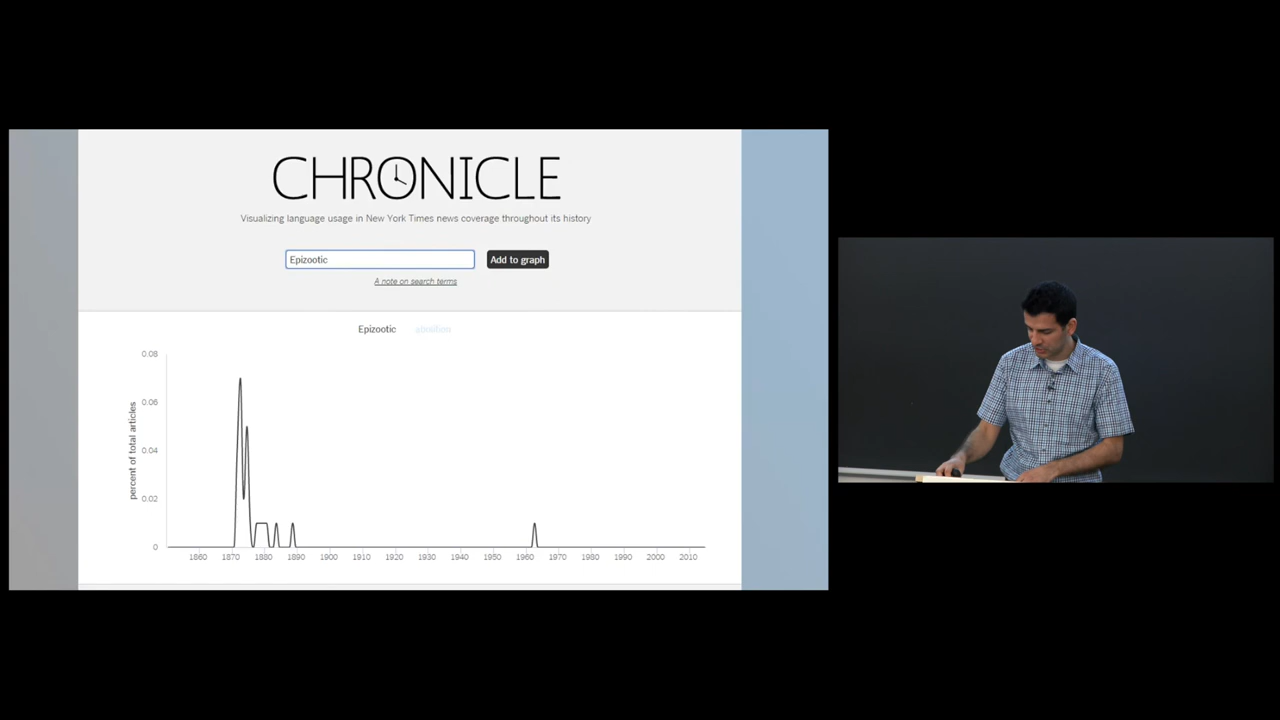 CHRONICLE
Visualizing language usage in New York Times news coverage throughout its history
Epizootic
Add to graph
A note on search terms
Epizootic
percent of total articles
0.08
0.06
0.04
0.02
0
1860 1870 1880 1890 1900 1910 1920 1930 1940 1950 1960 1970 1980 1990 2000 2010